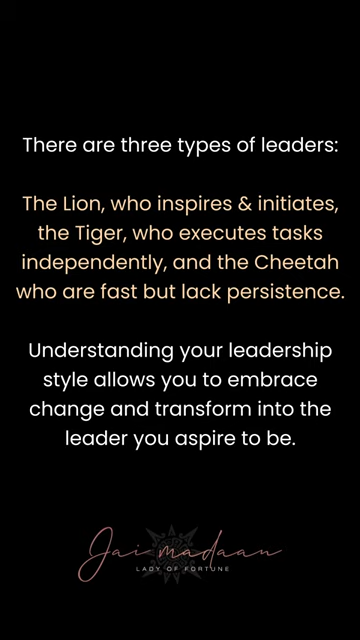 There are three types of leaders:
The Lion, who inspires & initiates,
the Tiger, who executes tasks
independently, and the Cheetah
who are fast but lack persistence.
Understanding your leadership
style allows you to embrace
change and transform into the
leader you aspire to be.
Jai madaan
LADY OF FORTUNE